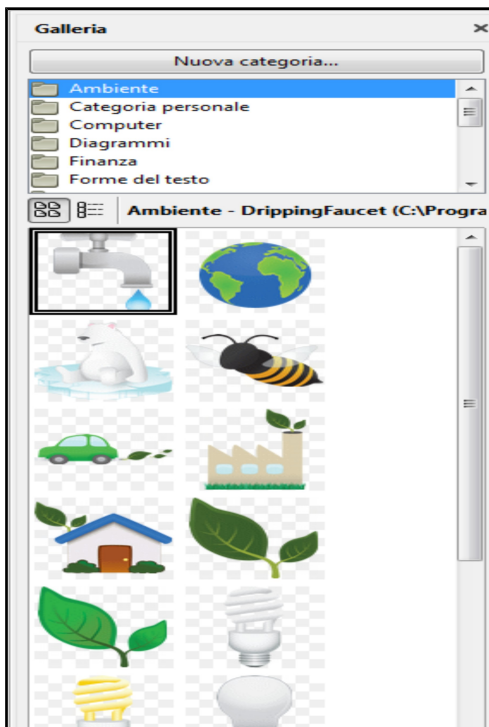 Galleria
Nuova categoria...
Ambiente
Categoria personale
Computer
Diagrammi
Finanza
Forme del testo
Ambiente - DrippingFaucet (C:\Progra